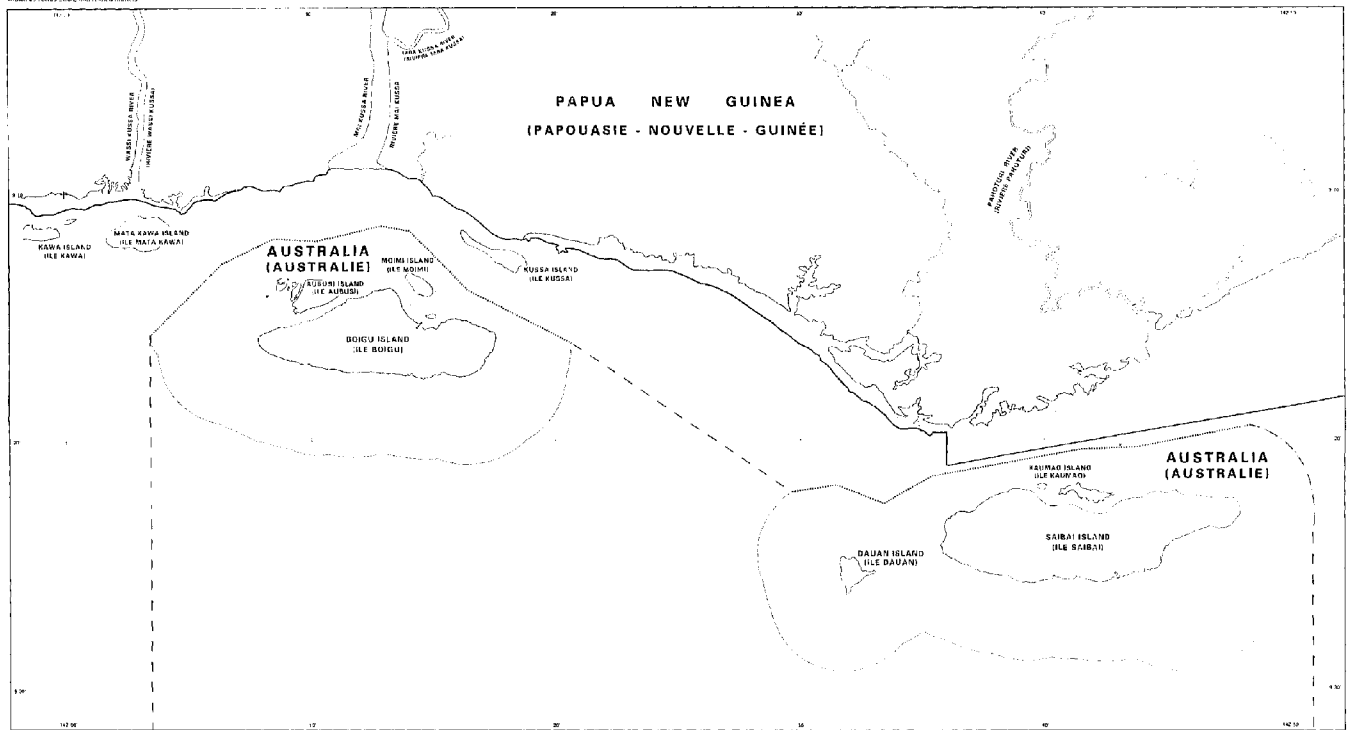 PAPUA NEW GUINEA
(PAPOUASIE - NOUVELLE - GUINÉE)
WASSI KUSSA RIVER
(RIVIÈRE WASSI KUSSA)
MAI KUSSA RIVER
RIVIÈRE MAI KUSSA
PAHOTURI RIVER
(RIVIÈRE PAHOTURI)
KAWA ISLAND
(ILE KAWA)
MATA KAWA ISLAND
(ILE MATA KAWA)
AUSTRALIA
(AUSTRALIE)
MOIMI ISLAND
(ILE MOIMI)
AUBUSI ISLAND
(ILE AUBUSI)
KUSSA ISLAND
(ILE KUSSA)
BOIGU ISLAND
(ILE BOIGU)
AUSTRALIA
(AUSTRALIE)
KAUMAG ISLAND
(ILE KAUMAG)
SAIBAI ISLAND
(ILE SAIBAI)
DAUAN ISLAND
(ILE DAUAN)